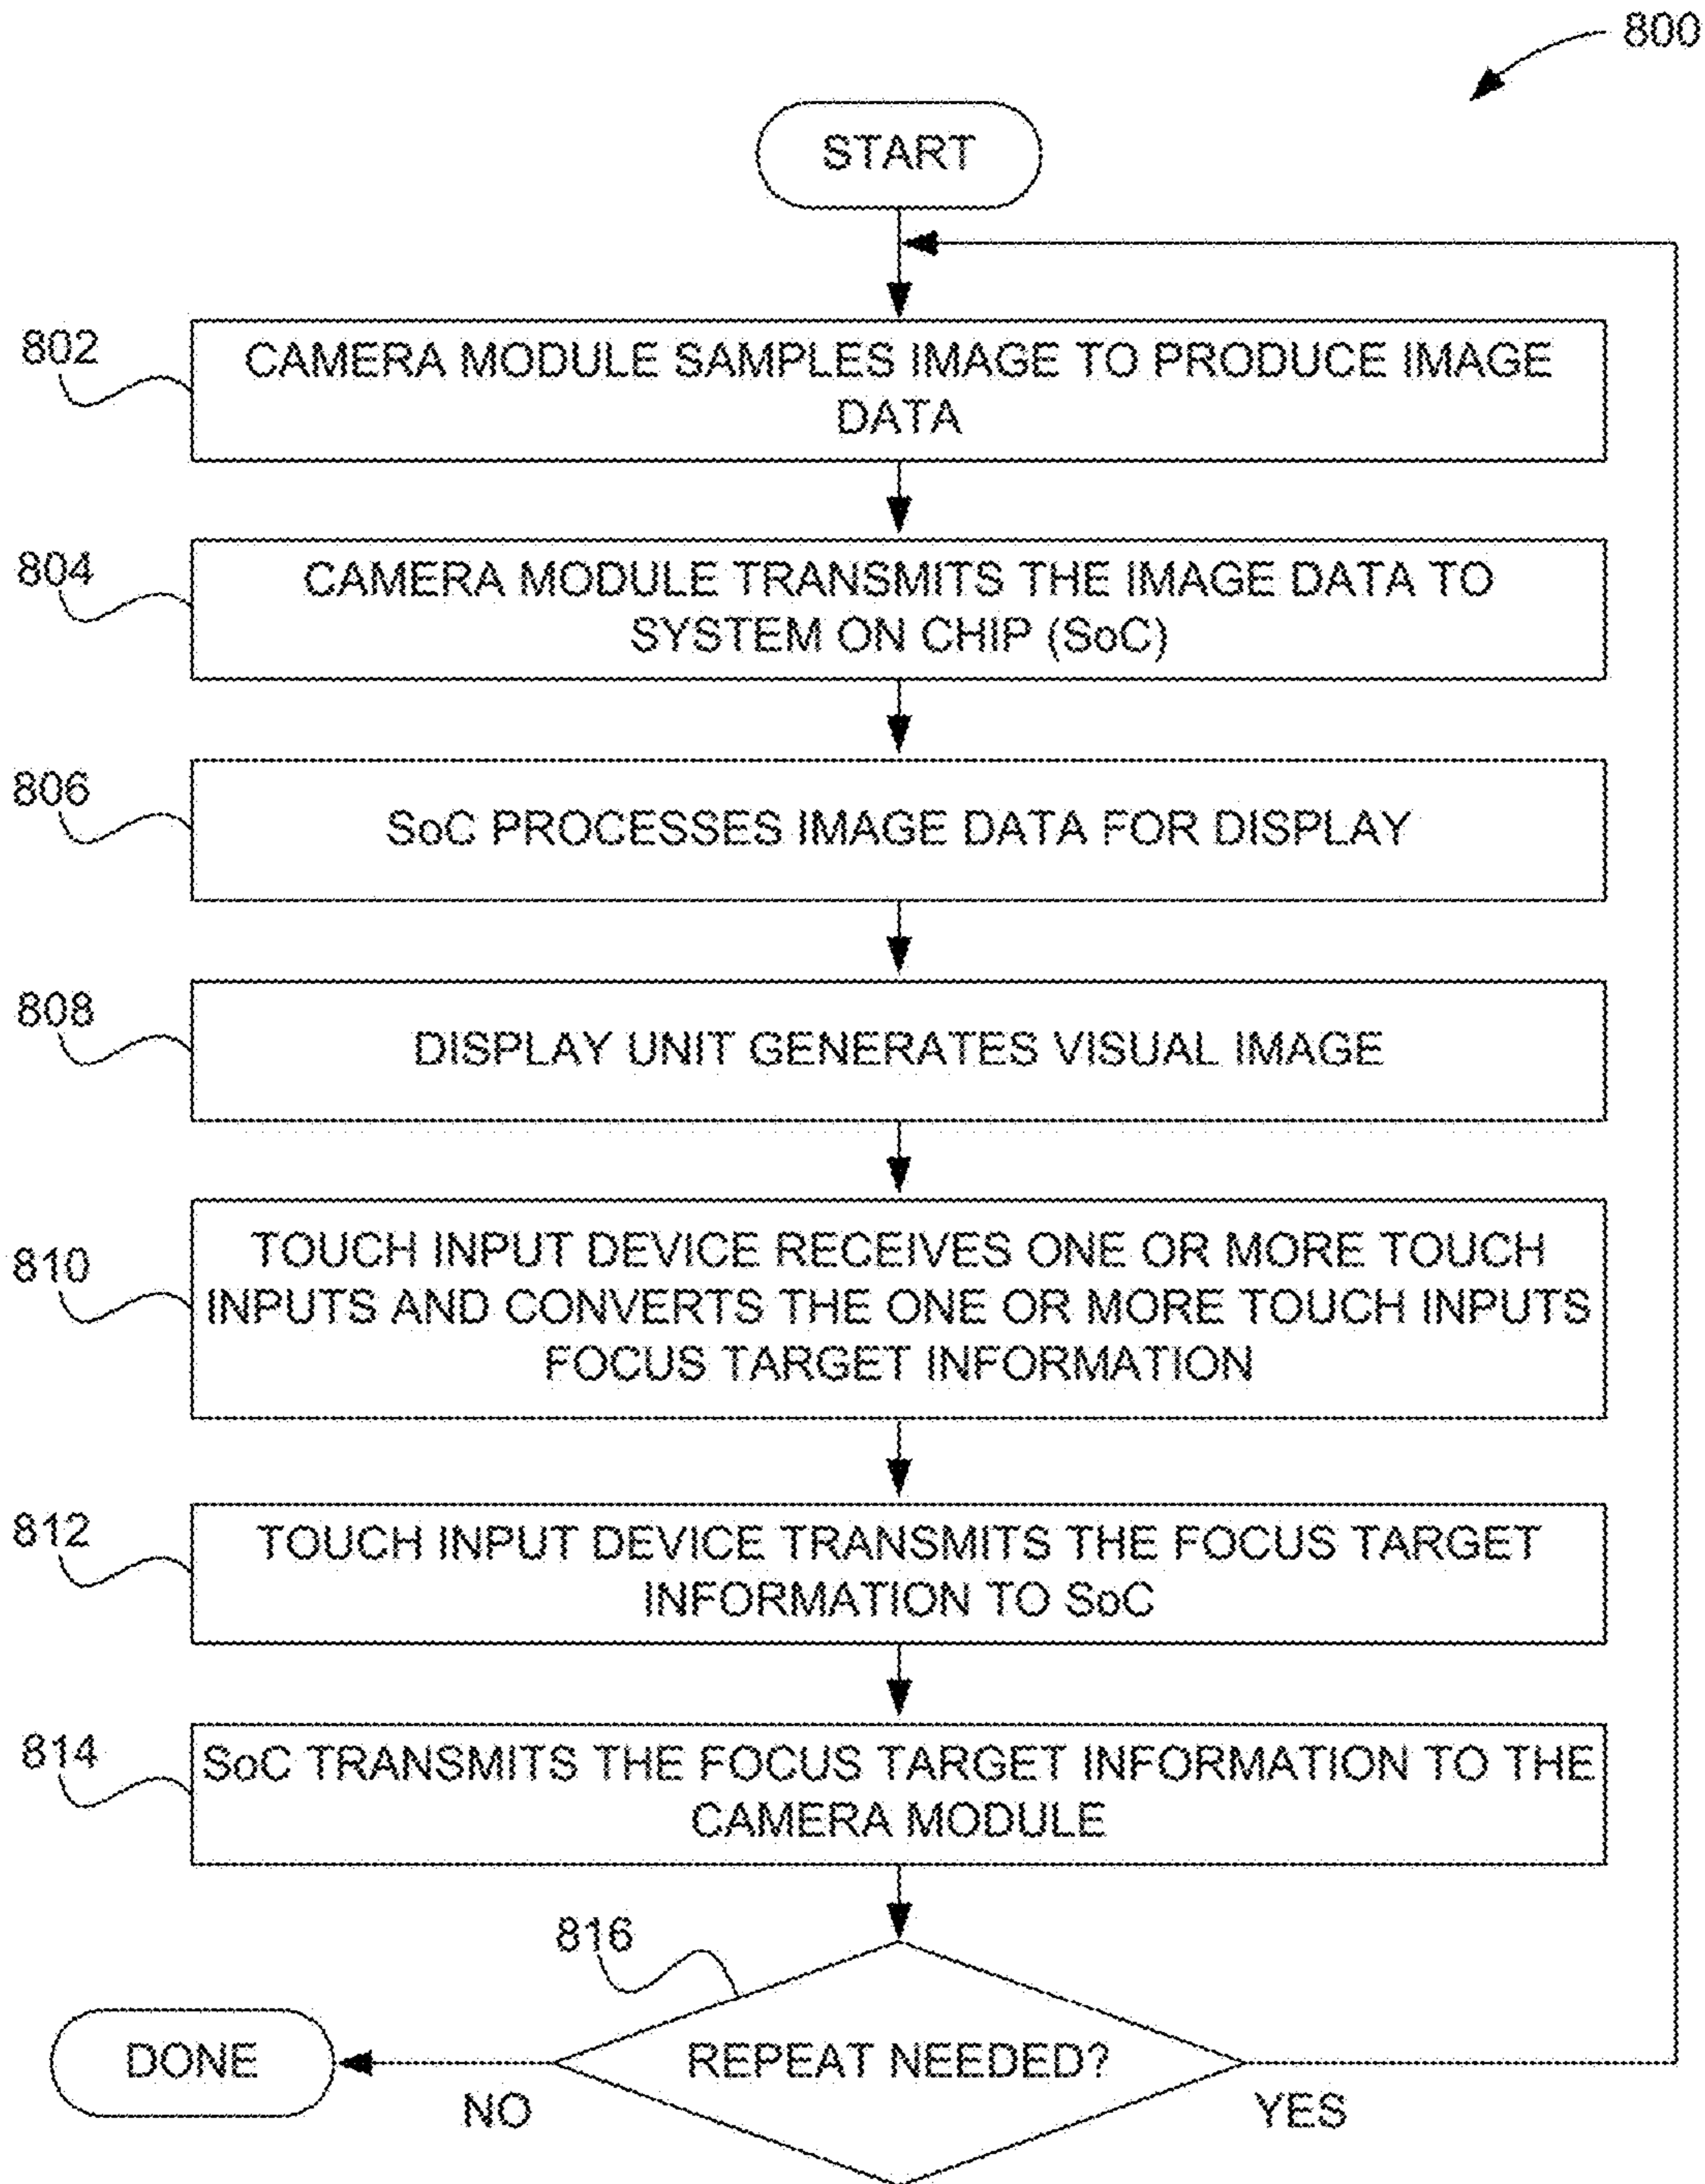 800
START
802
CAMERA MODULE SAMPLES IMAGE TO PRODUCE IMAGE
DATA
804
CAMERA MODULE TRANSMITS THE IMAGE DATA TO
SYSTEM ON CHIP (SoC)
806
SoC PROCESSES IMAGE DATA FOR DISPLAY
808
DISPLAY UNIT GENERATES VISUAL IMAGE
810
TOUCH INPUT DEVICE RECEIVES ONE OR MORE TOUCH
INPUTS AND CONVERTS THE ONE OR MORE TOUCH INPUTS
FOCUS TARGET INFORMATION
812
TOUCH INPUT DEVICE TRANSMITS THE FOCUS TARGET
INFORMATION TO SoC
814
SoC TRANSMITS THE FOCUS TARGET INFORMATION TO THE
CAMERA MODULE
816
REPEAT NEEDED?
DONE
NO
YES